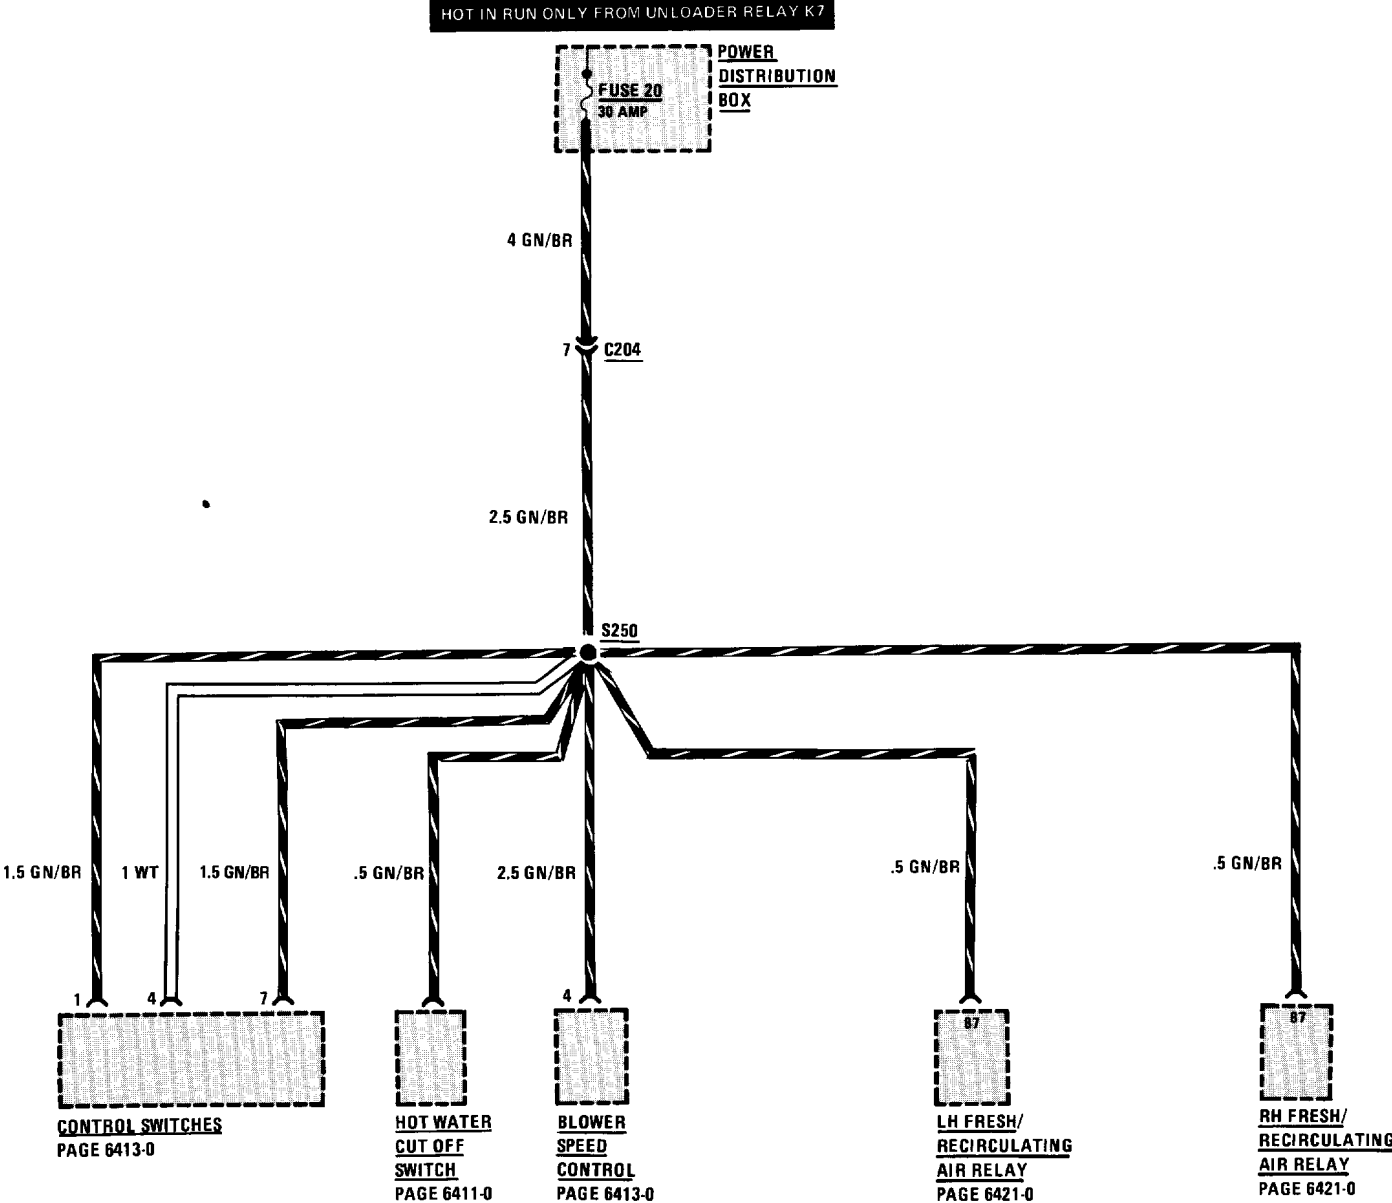 HOT IN RUN ONLY FROM UNLOADER RELAY K7
POWER
DISTRIBUTION
BOX
FUSE 20
30 AMP
4 GN/BR
7
C204
2.5 GN/BR
S250
1.5 GN/BR
1 WT
1.5 GN/BR
.5 GN/BR
2.5 GN/BR
.5 GN/BR
.5 GN/BR
1
4
7
4
87
87
CONTROL SWITCHES
PAGE 6413-0
HOT WATER
CUT OFF
SWITCH
PAGE 6411-0
BLOWER
SPEED
CONTROL
PAGE 6413-0
LH FRESH/
RECIRCULATING
AIR RELAY
PAGE 6421-0
RH FRESH/
RECIRCULATING
AIR RELAY
PAGE 6421-0